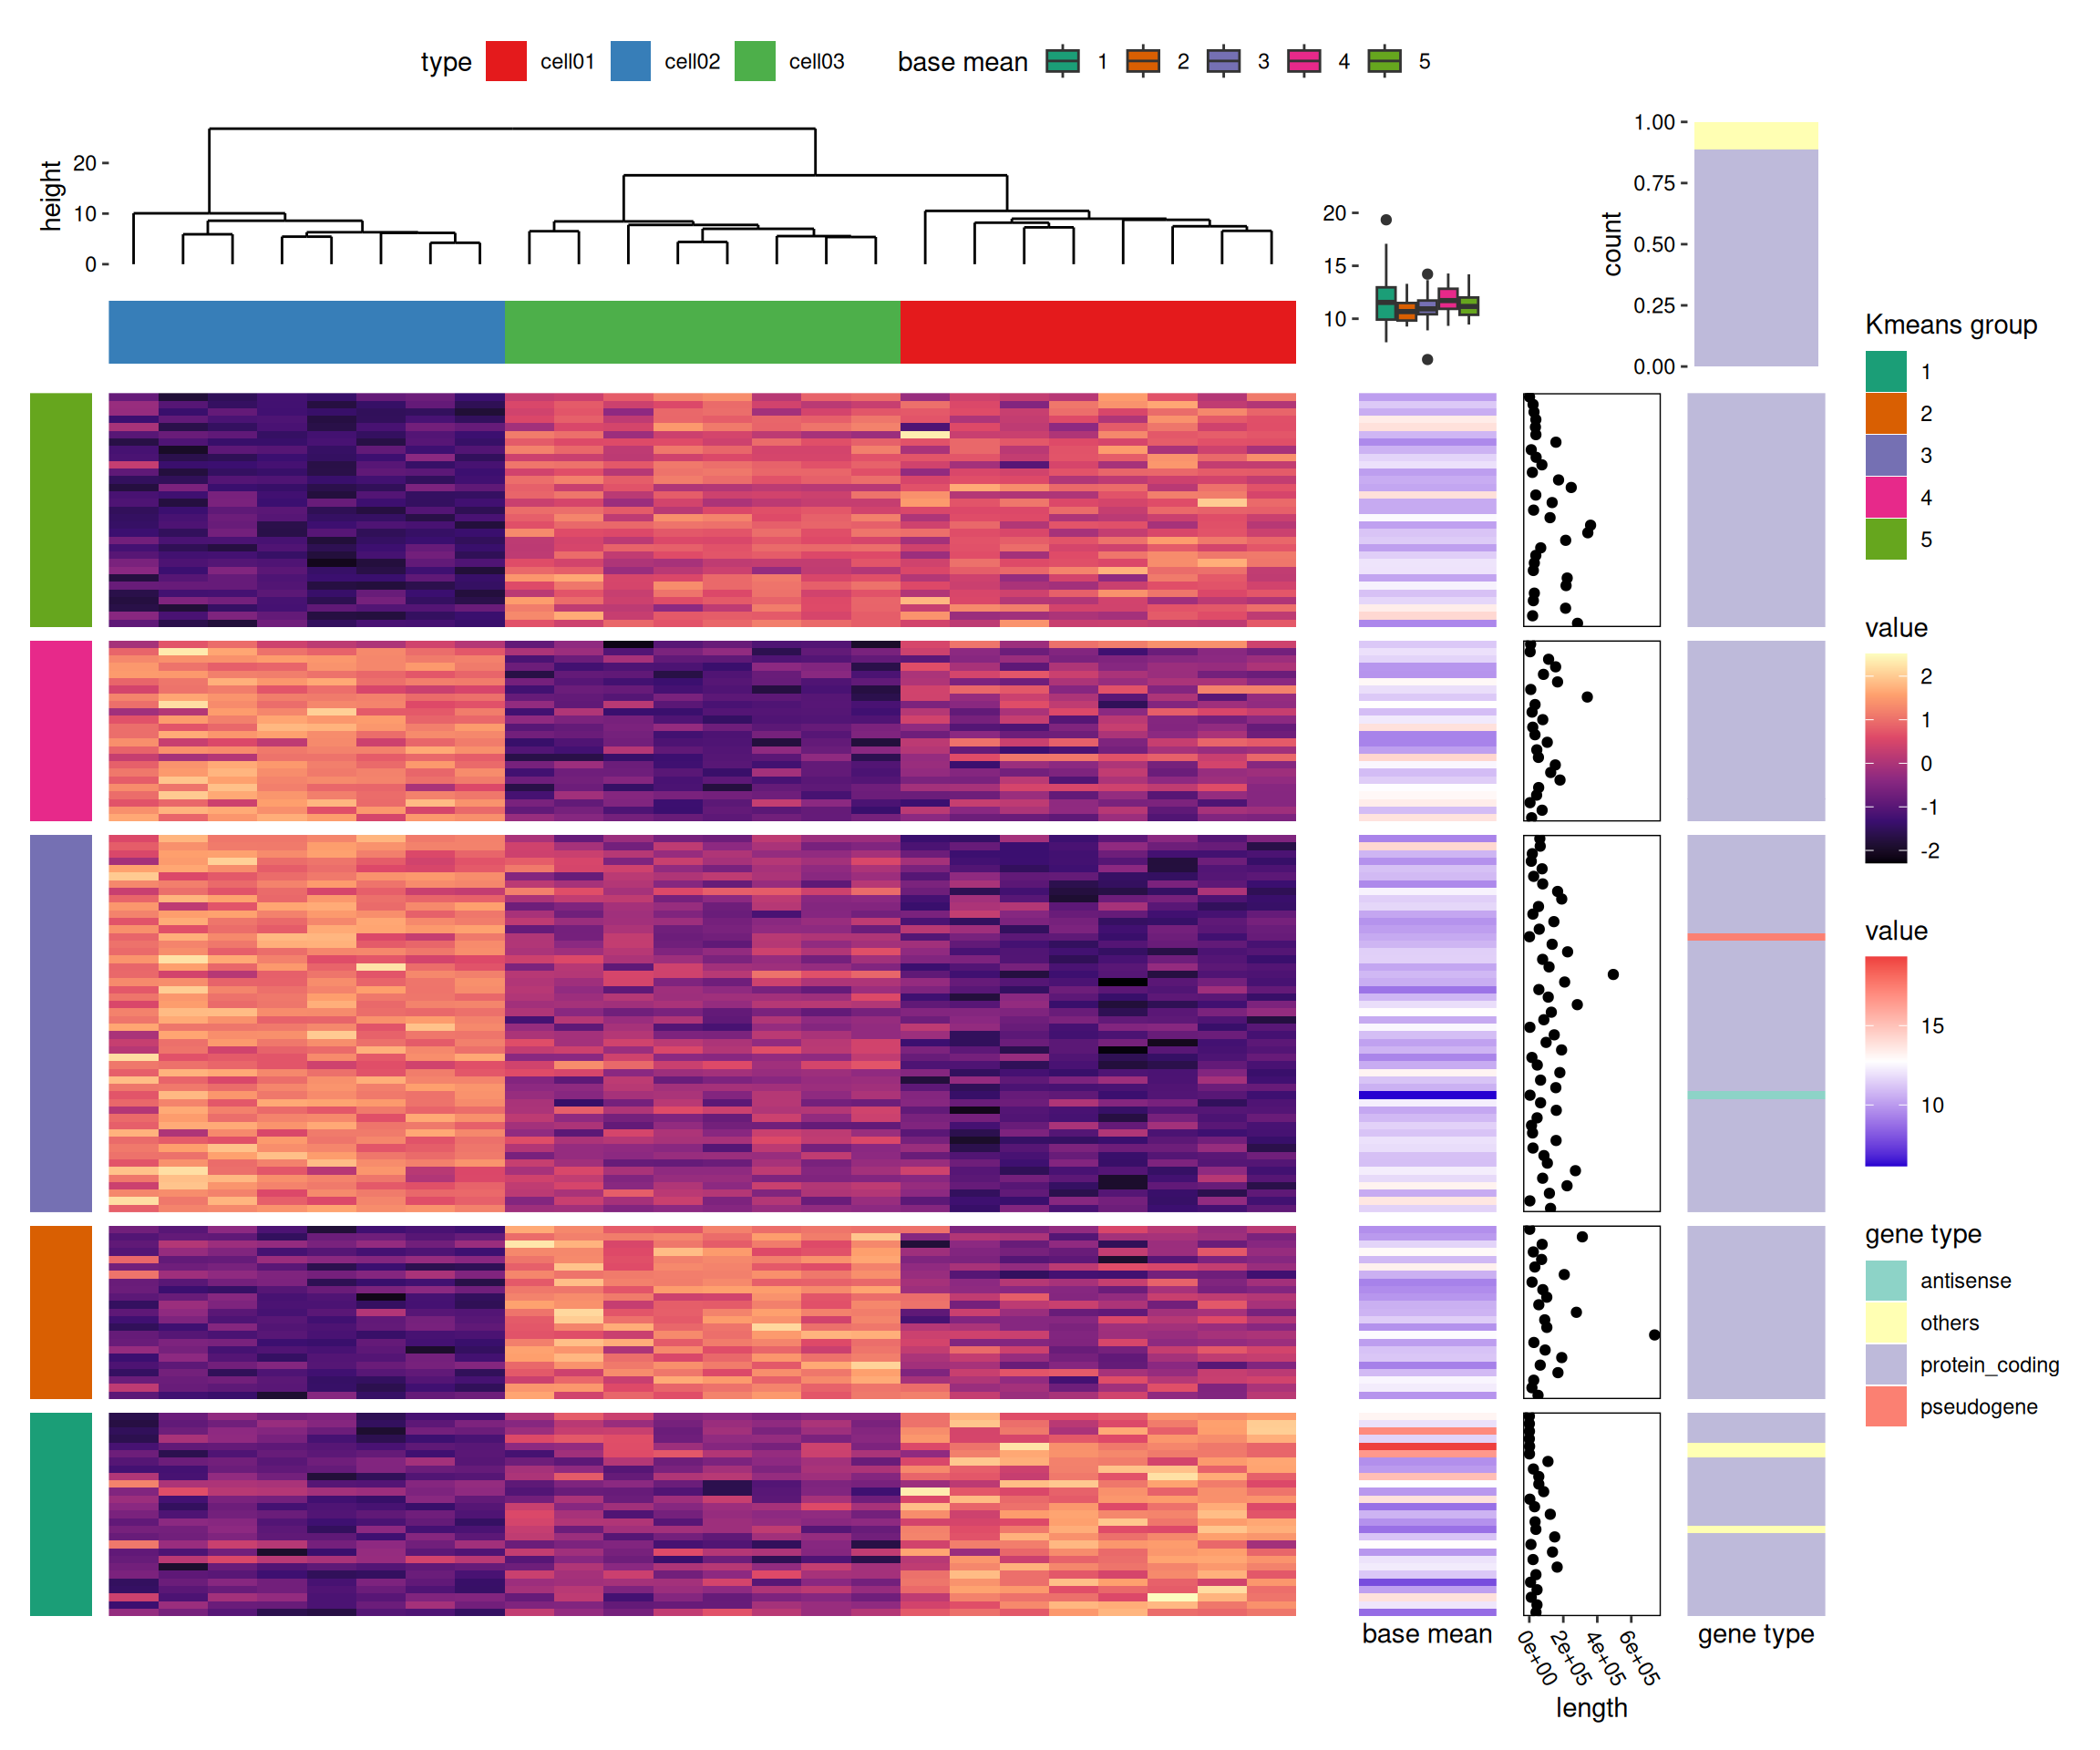 type cell01 cell02 cell03 base mean 1 2 3 4 5
height
20
10
0
20
15
10
count
1.00
0.75
0.50
0.25
0.00
Kmeans group
1
2
3
4
5
value
2
1
0
-1
-2
value
15
10
gene type
antisense
others
protein_coding
pseudogene
base mean
0e+00 2e+05 4e+05 6e+05
length
gene type